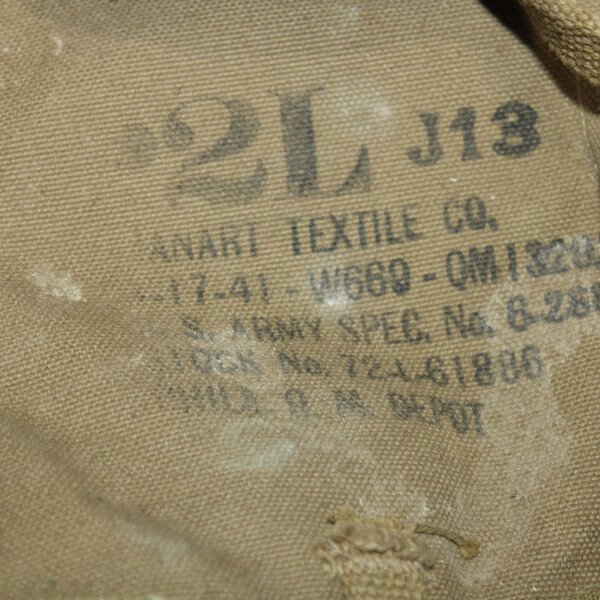 2L J13
ANART TEXTILE CO.
17-41-W669-QM1320
S. ARMY SPEC. No. 6-288
STOCK No. 72-L-61886
PHILA. Q. M. DEPOT